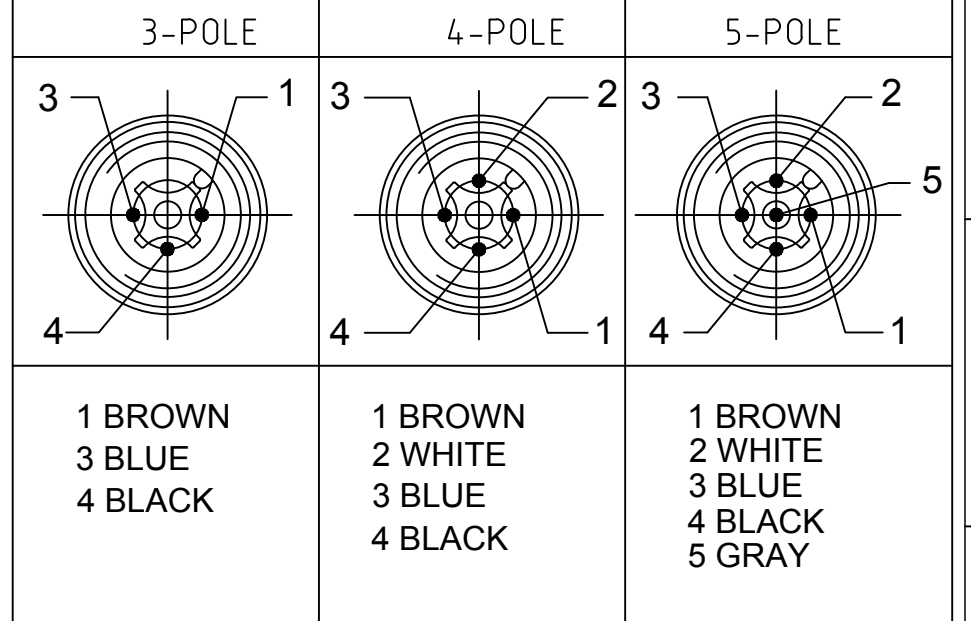 3-POLE
4-POLE
5-POLE
3
1
4
3
2
4
1
3
2
5
4
1
1 BROWN
3 BLUE
4 BLACK
1 BROWN
2 WHITE
3 BLUE
4 BLACK
1 BROWN
2 WHITE
3 BLUE
4 BLACK
5 GRAY